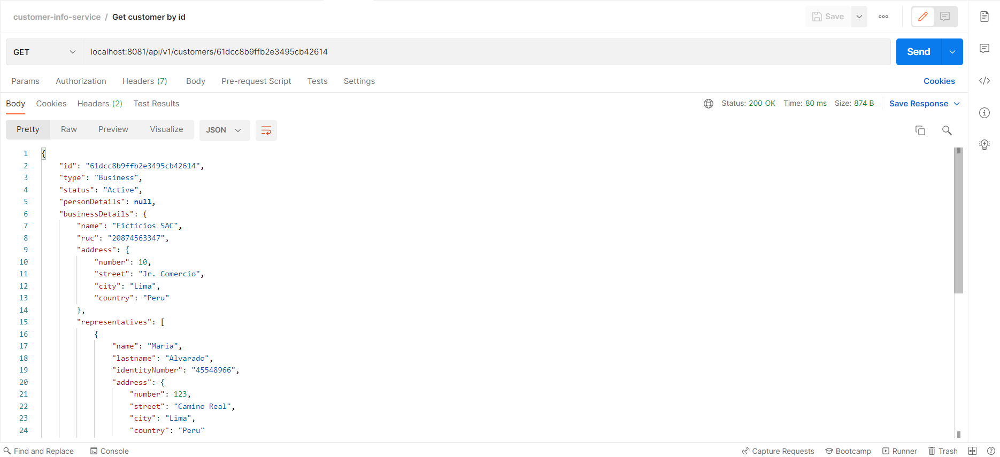 customer-info-service / Get customer by id
Save
GET localhost:8081/api/v1/customers/61dcc8b9ffb2e3495cb42614 Send
Params Authorization Headers (7) Body Pre-request Script Tests Settings Cookies
Body Cookies Headers (2) Test Results Status: 200 OK Time: 80 ms Size: 874 B Save Response
Pretty Raw Preview Visualize JSON
1 {
2 "id": "61dcc8b9ffb2e3495cb42614",
3 "type": "Business",
4 "status": "Active",
5 "personDetails": null,
6 "businessDetails": {
7 "name": "Ficticios SAC",
8 "ruc": "20874563347",
9 "address": {
10 "number": 10,
11 "street": "Jr. Comercio",
12 "city": "Lima",
13 "country": "Peru"
14 },
15 "representatives": [
16 {
17 "name": "Maria",
18 "lastname": "Alvarado",
19 "identityNumber": "45548966",
20 "address": {
21 "number": 123,
22 "street": "Camino Real",
23 "city": "Lima",
24 "country": "Peru"
Find and Replace Console Capture Requests Bootcamp Runner Trash